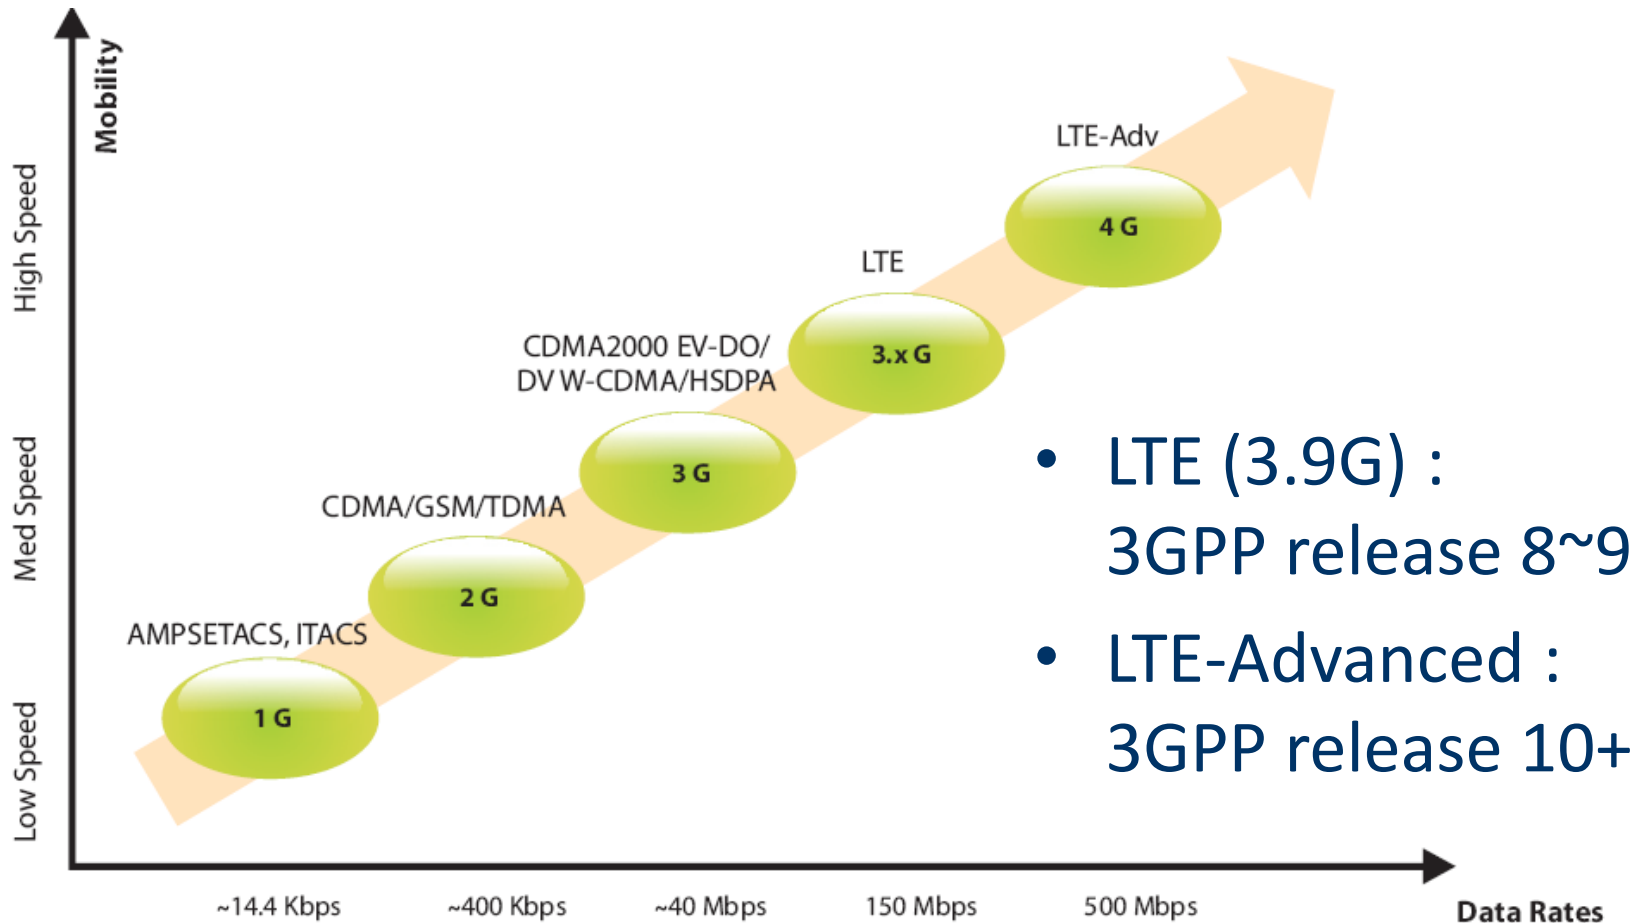 Mobility
High Speed
Med Speed
Low Speed
LTE-Adv
4 G
LTE
3.x G
CDMA2000 EV-DO/
DV W-CDMA/HSDPA
3 G
CDMA/GSM/TDMA
2 G
AMPSETACS, ITACS
1 G
• LTE (3.9G) :
3GPP release 8~9
• LTE-Advanced :
3GPP release 10+
~14.4 Kbps
~400 Kbps
~40 Mbps
150 Mbps
500 Mbps
Data Rates